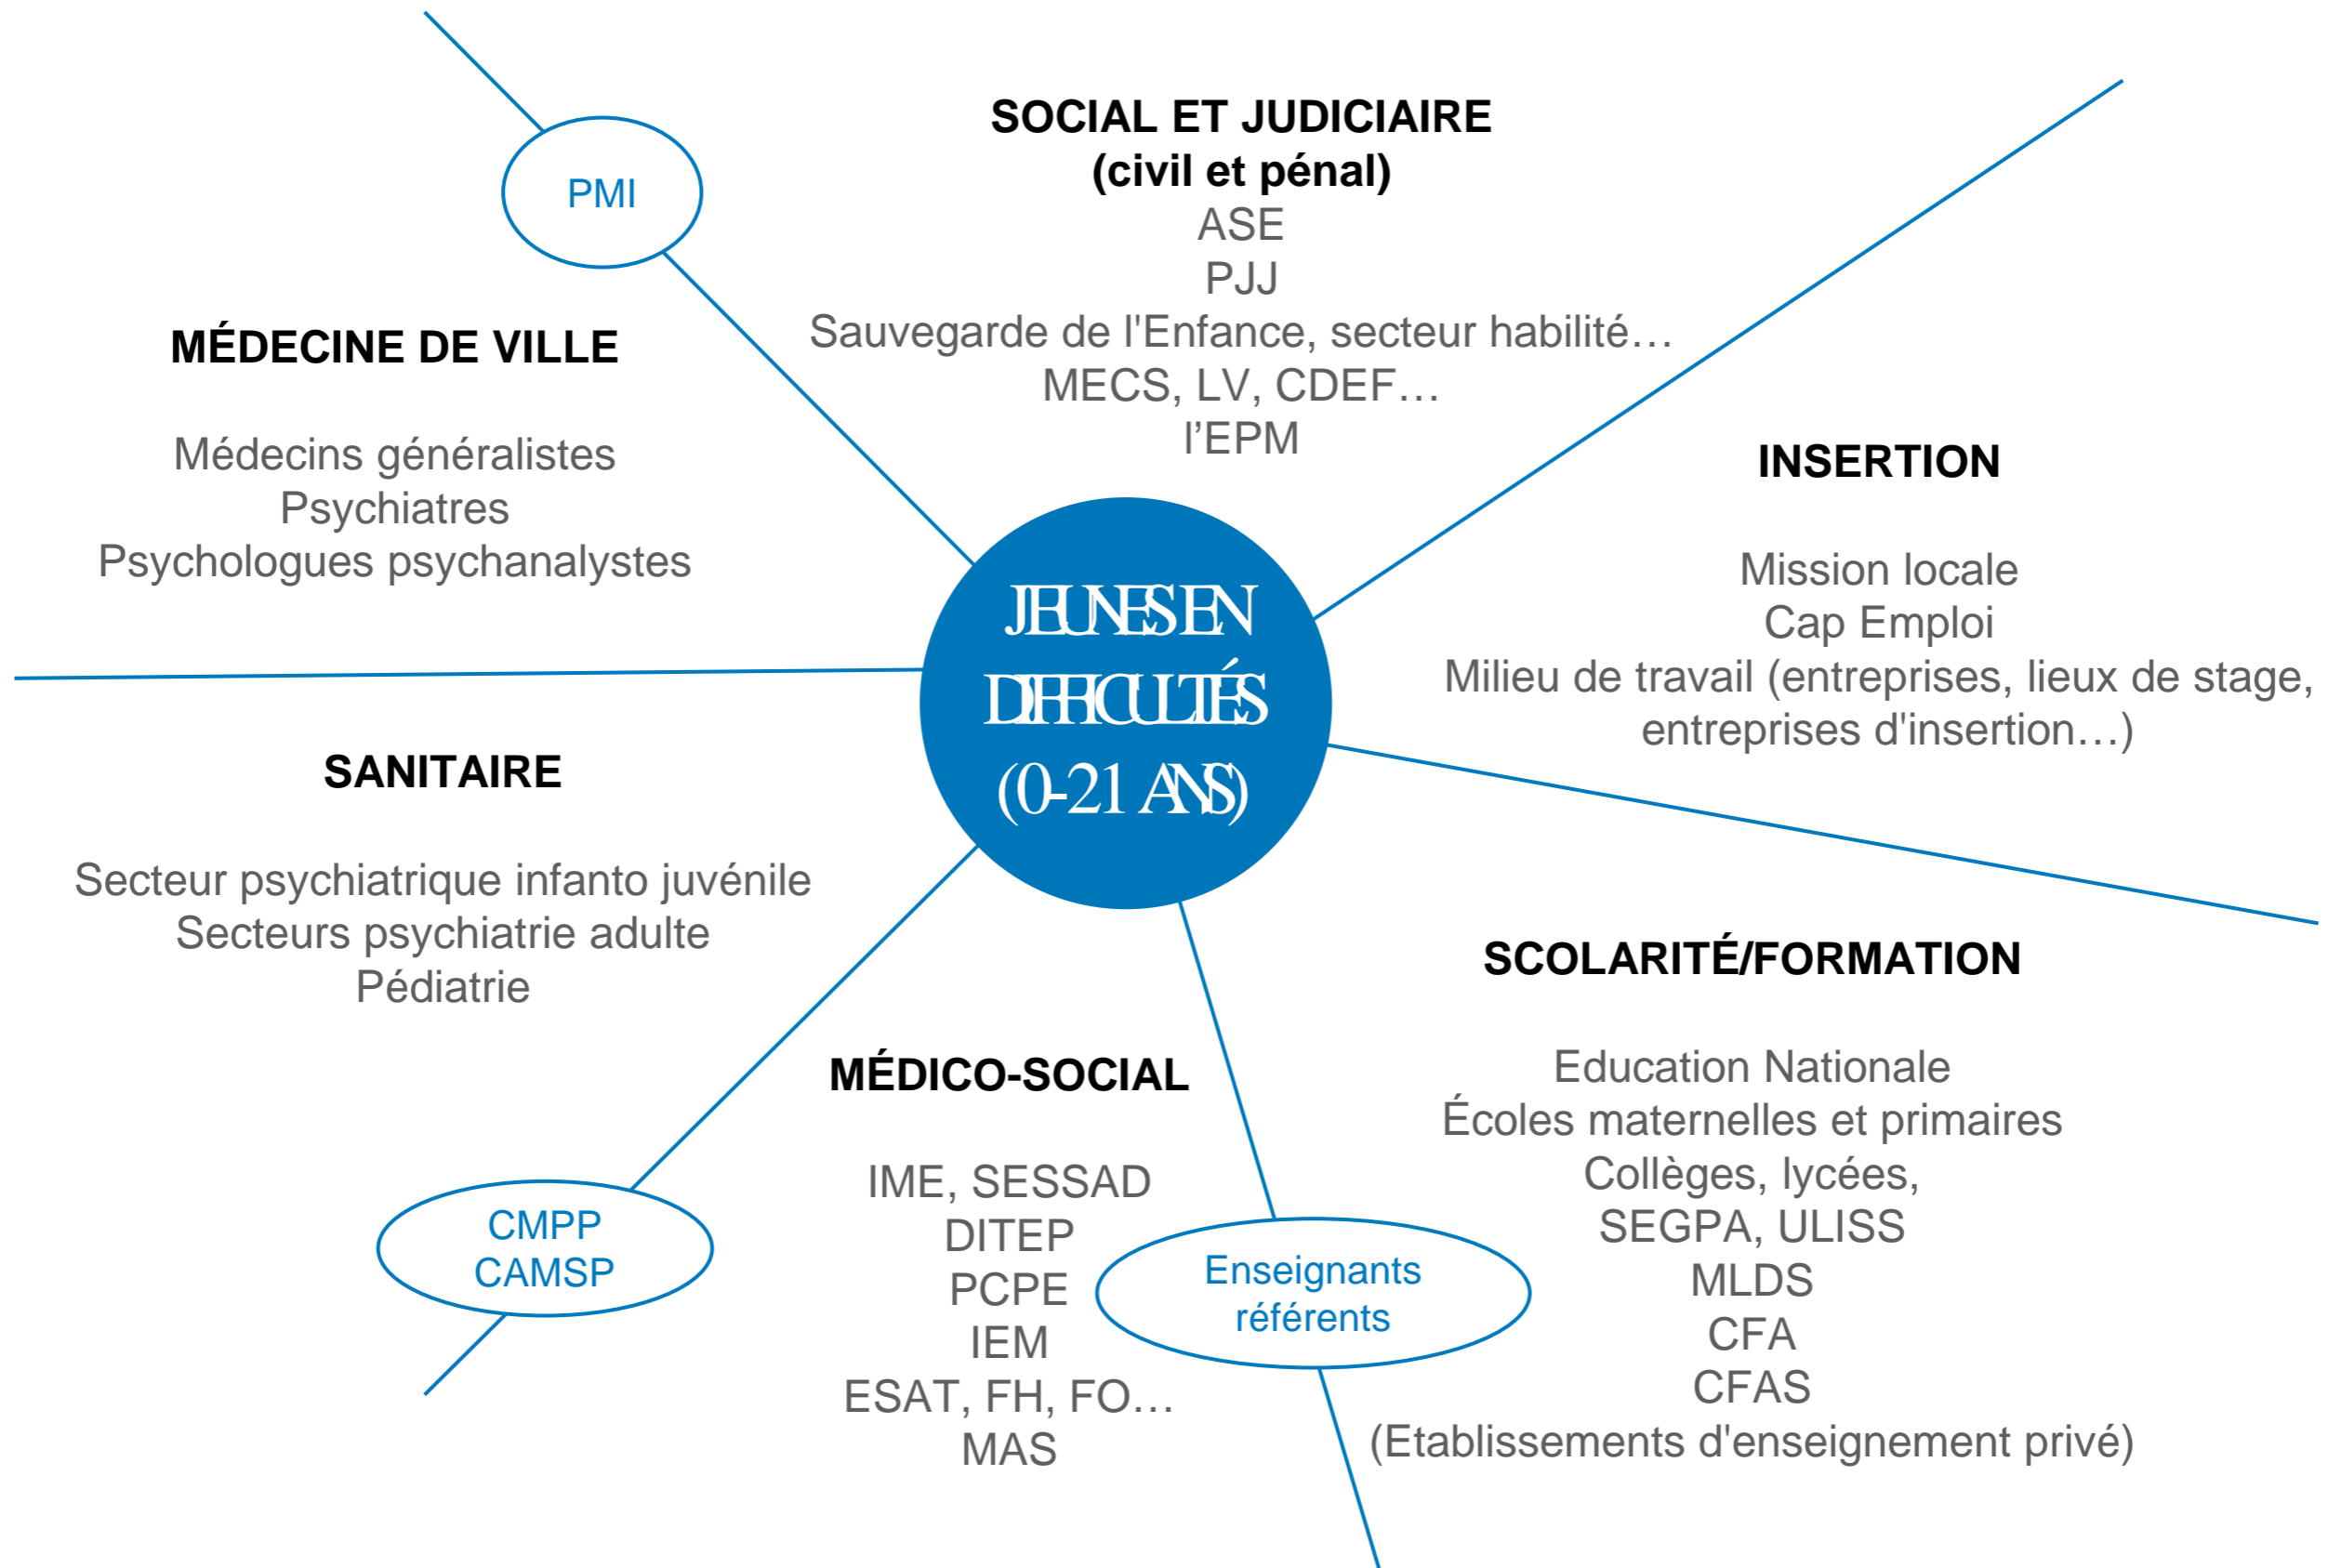 PMI
SOCIAL ET JUDICIAIRE
(civil et pénal)
ASE
PJJ
Sauvegarde de l'Enfance, secteur habilité…
MECS, LV, CDEF…
l’EPM
MÉDECINE DE VILLE
Médecins généralistes
Psychiatres
Psychologues psychanalystes
INSERTION
Mission locale
Cap Emploi
Milieu de travail (entreprises, lieux de stage,
entreprises d'insertion…)
JEUNES EN
DIFFICULTÉS
(0-21 ANS)
SANITAIRE
Secteur psychiatrique infanto juvénile
Secteurs psychiatrie adulte
Pédiatrie
SCOLARITÉ/FORMATION
Education Nationale
Écoles maternelles et primaires
Collèges, lycées,
SEGPA, ULISS
MLDS
CFA
CFAS
(Etablissements d'enseignement privé)
MÉDICO-SOCIAL
IME, SESSAD
DITEP
PCPE
IEM
ESAT, FH, FO…
MAS
CMPP
CAMSP
Enseignants
référents